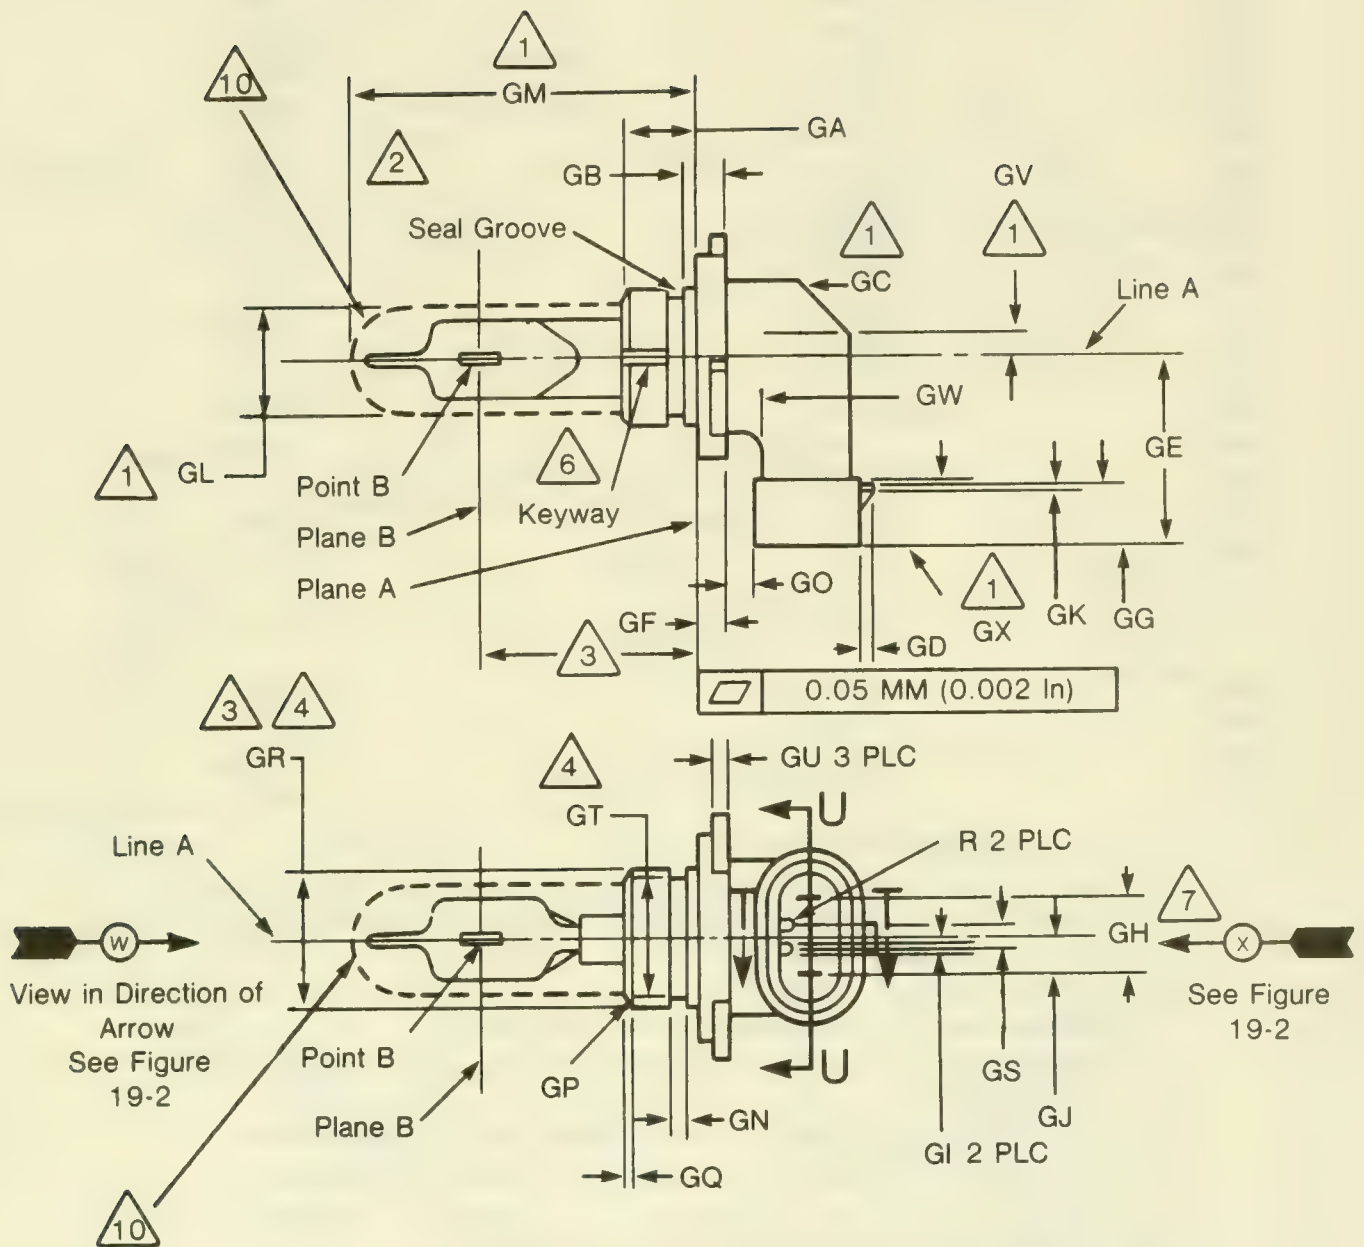 1
10
GM
GA
2
GB
GV
Seal Groove
1
1
GC
Line A
GW
1
GL
6
GE
Point B
Keyway
Plane B
Plane A
GO
1
GK
GG
GF
GX
3
GD
0.05 MM (0.002 In)
3
4
GR
4
GU 3 PLC
GT
U
Line A
R 2 PLC
T
T
7
GH
W
X
View in Direction of
Arrow
See Figure
19-2
See Figure
19-2
Point B
GP
U
GS
Plane B
GN
GJ
GI 2 PLC
GQ
10